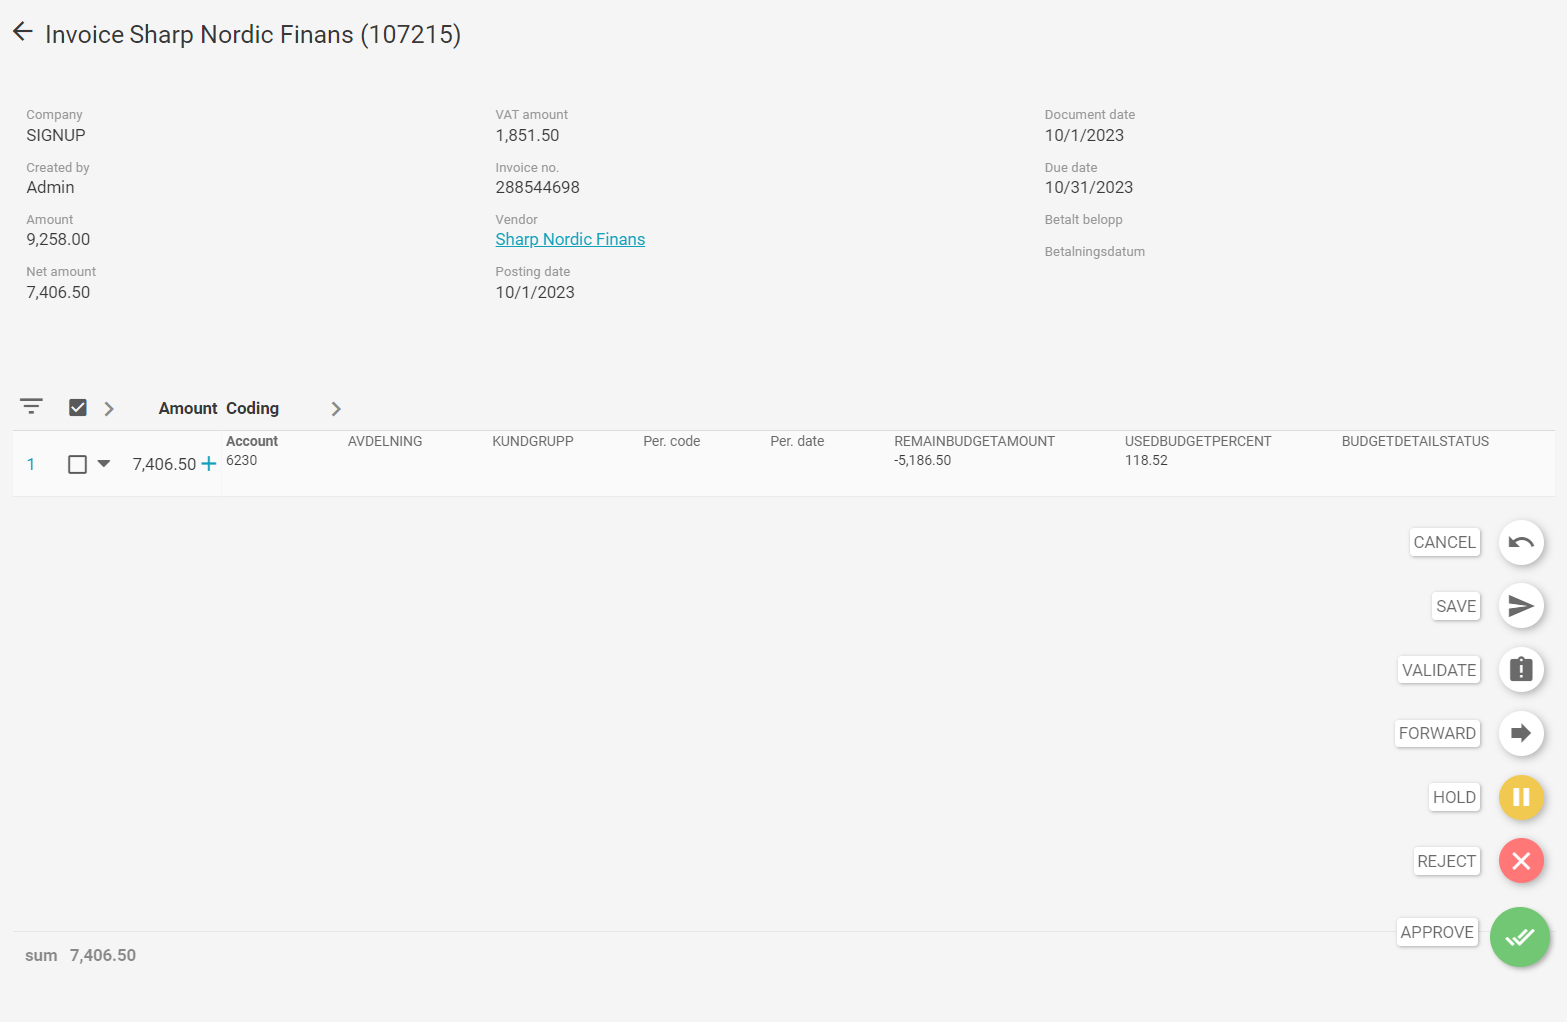 Invoice Sharp Nordic Finans (107215)
Company
SIGNUP
Created by
Admin
Amount
9,258.00
Net amount
7,406.50
VAT amount
1,851.50
Invoice no.
288544698
Vendor
Sharp Nordic Finans
Posting date
10/1/2023
Document date
10/1/2023
Due date
10/31/2023
Betalt belopp
Betalningsdatum
Amount Coding
Account AVDELNING KUNDGRUPP Per. code Per. date REMAINBUDGETAMOUNT USEDBUDGETPERCENT BUDGETDETAILSTATUS
1 7,406.50 6230 -5,186.50 118.52
CANCEL
SAVE
VALIDATE
FORWARD
HOLD
REJECT
APPROVE
sum 7,406.50